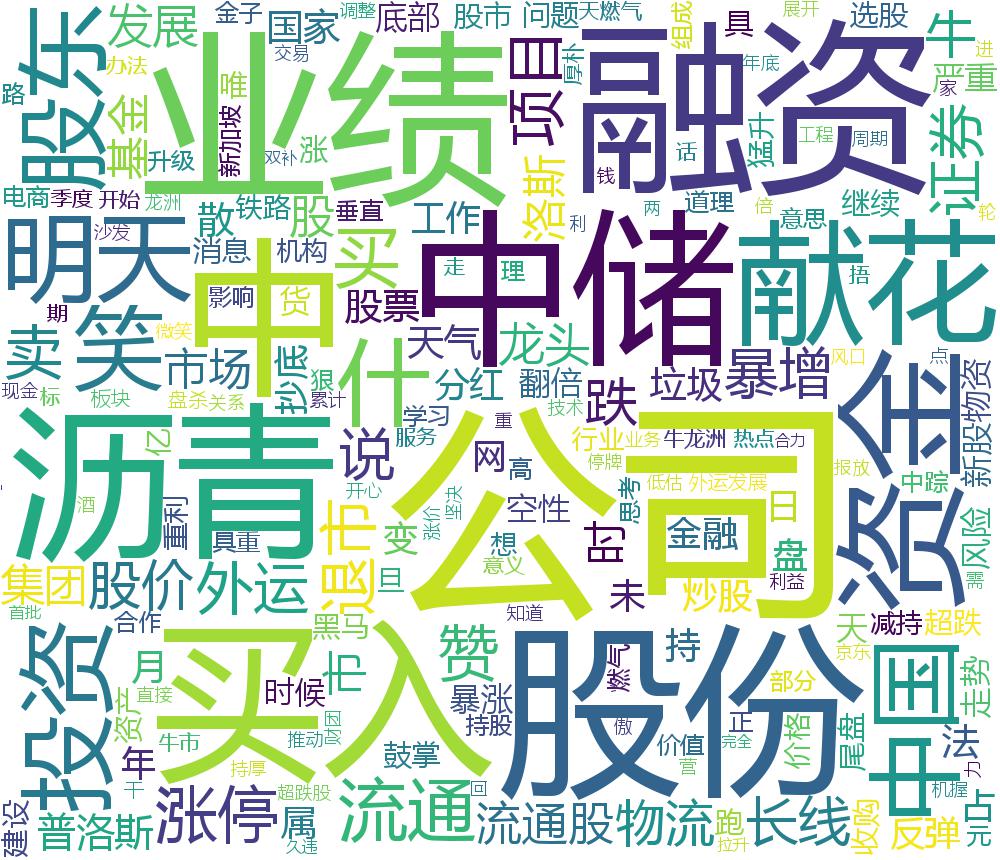 股东
发展
金子
国家
交易
调整
底部
股市
问题
天燃气
组成
具
展开
选股
牛
进
路
办法
基金
唯
业绩
项目
厚朴
融资
年底
严重
家
升级
新加坡
双补
涨
洛斯
猛升
话
工程
周期
证券
电商
季度
开始
龙洲
散
铁路
股
垂直
工作
钱
利
两
道理
倍
意思
继续
轮
明天
沙发
消息
机构
买
中
中储
走
理
献花
捂
期
影响
货
股票
微笑
天气
龙头
卖
笑
市场
抄底
狠
什
分红
翻倍
跌
垃圾
暴增
风口
点
现金
标
板块
盘杀
关系
累计
学习
技术
资金
新股
物资
沥青
亿
说
服务
网
重
高
行业
业务
牛龙洲
热点
合力
停牌
低估
外运发展
报放
中踪
酒
重利
开心
涨价
坚决
空性
思考
公司
日
具重
退市
变
想
意义
时
金融
盘
风险
集团
股价
外运
旦
未
炒股
利益
需
首批
合作
黑马
知道
天
减持
超跌
投资
月
买入
时候
市
赞
股份
持
燃气
京东
中国
走势
资产
直接
暴涨
持股
部分
年
牛市
推动
财团
鼓掌
傲
正
价值
完全
价格
尾盘
法
持厚
营
力
干
超跌股
回
机握
建设
普洛斯
涨停
属
久违
流通
流通股
物流
跑
拉升
长线
收购
反弹
占
元